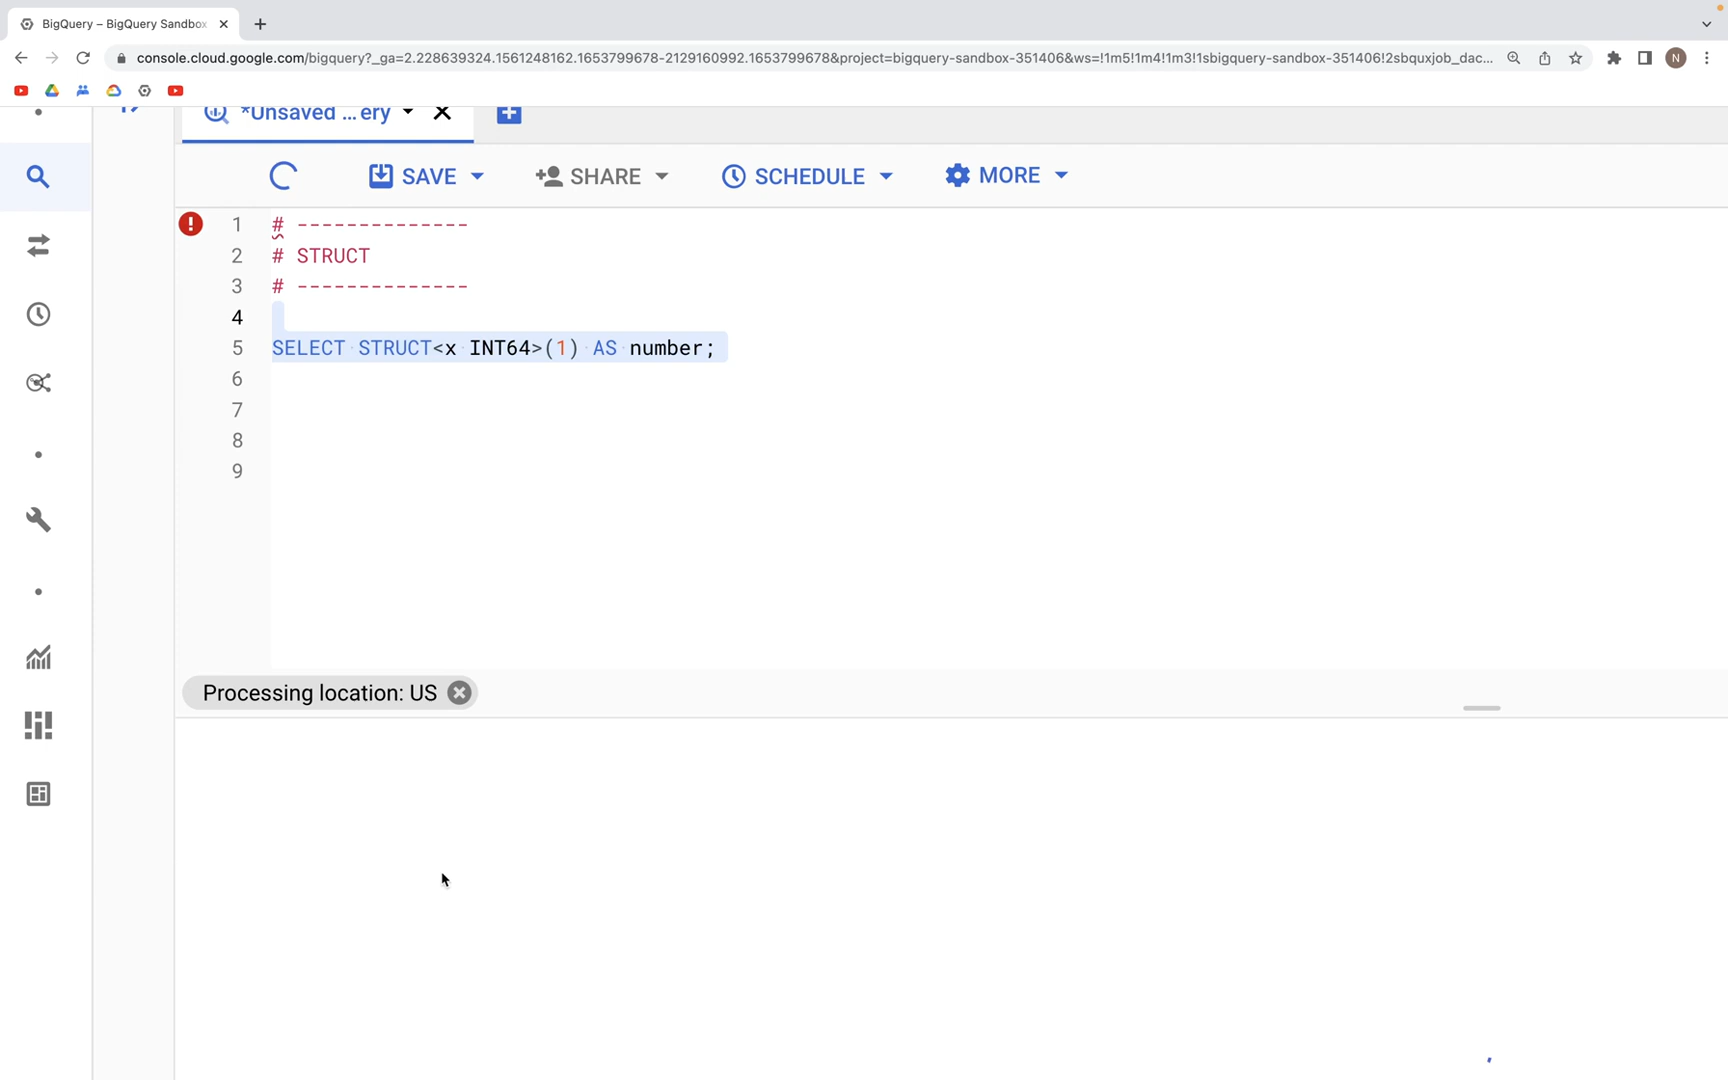 BigQuery – BigQuery Sandbox
console.cloud.google.com/bigquery?_ga=2.228639324.1561248162.1653799678-2129160992.1653799678&project=bigquery-sandbox-351406&ws=!1m5!1m4!1m3!1sbigquery-sandbox-351406!2sbquxjob_dac...
N
*Unsaved ... ery
SAVE
SHARE
SCHEDULE
MORE
1 # --------------
2 # STRUCT
3 # --------------
4
5 SELECT STRUCT<x INT64>(1) AS number;
6
7
8
9
Processing location: US